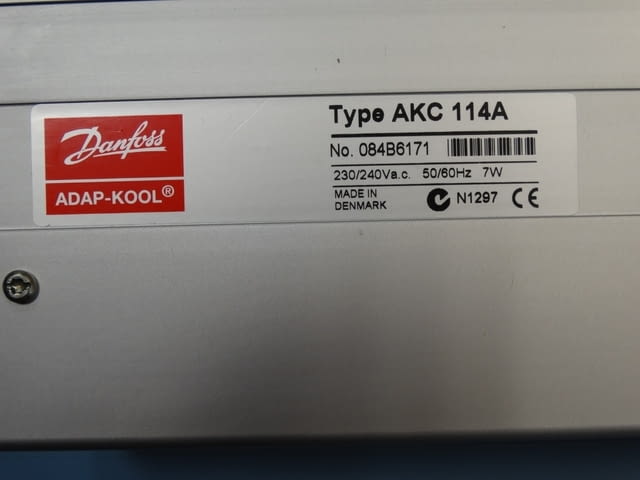 Danfoss
ADAP-KOOL®
Type AKC 114A
No. 084B6171
230/240Va.c. 50/60Hz 7W
MADE IN
DENMARK
N1297 CE